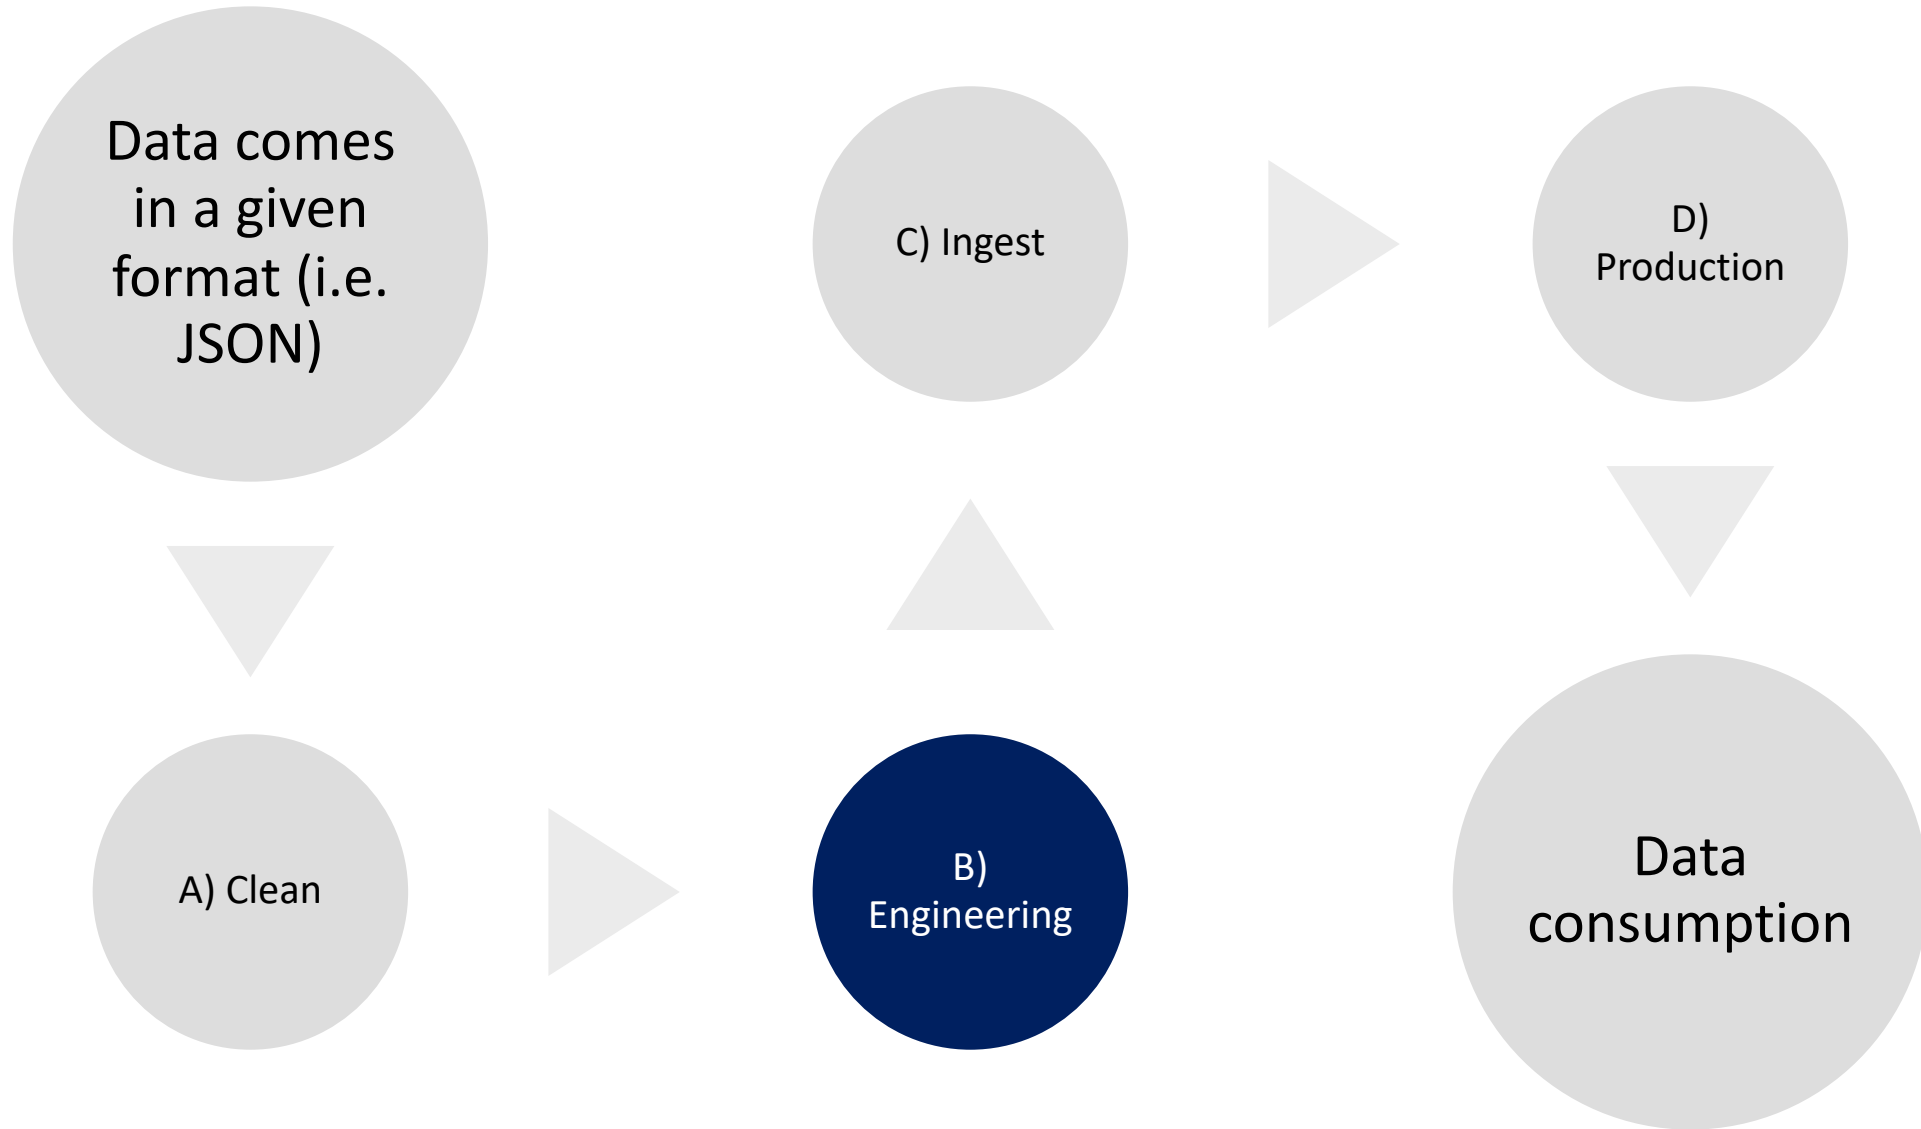 Data comes
in a given
format (i.e.
JSON)
A) Clean
B)
Engineering
C) Ingest
D)
Production
Data
consumption